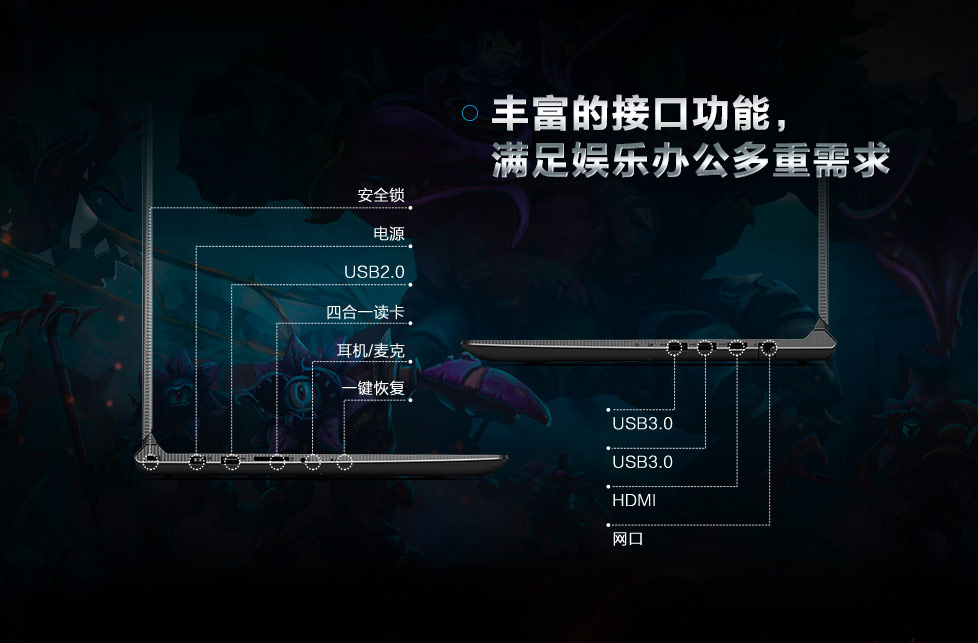 丰富的接口功能，
满足娱乐办公多重需求
安全锁
电源
USB2.0
四合一读卡
耳机/麦克
一键恢复
USB3.0
USB3.0
HDMI
网口